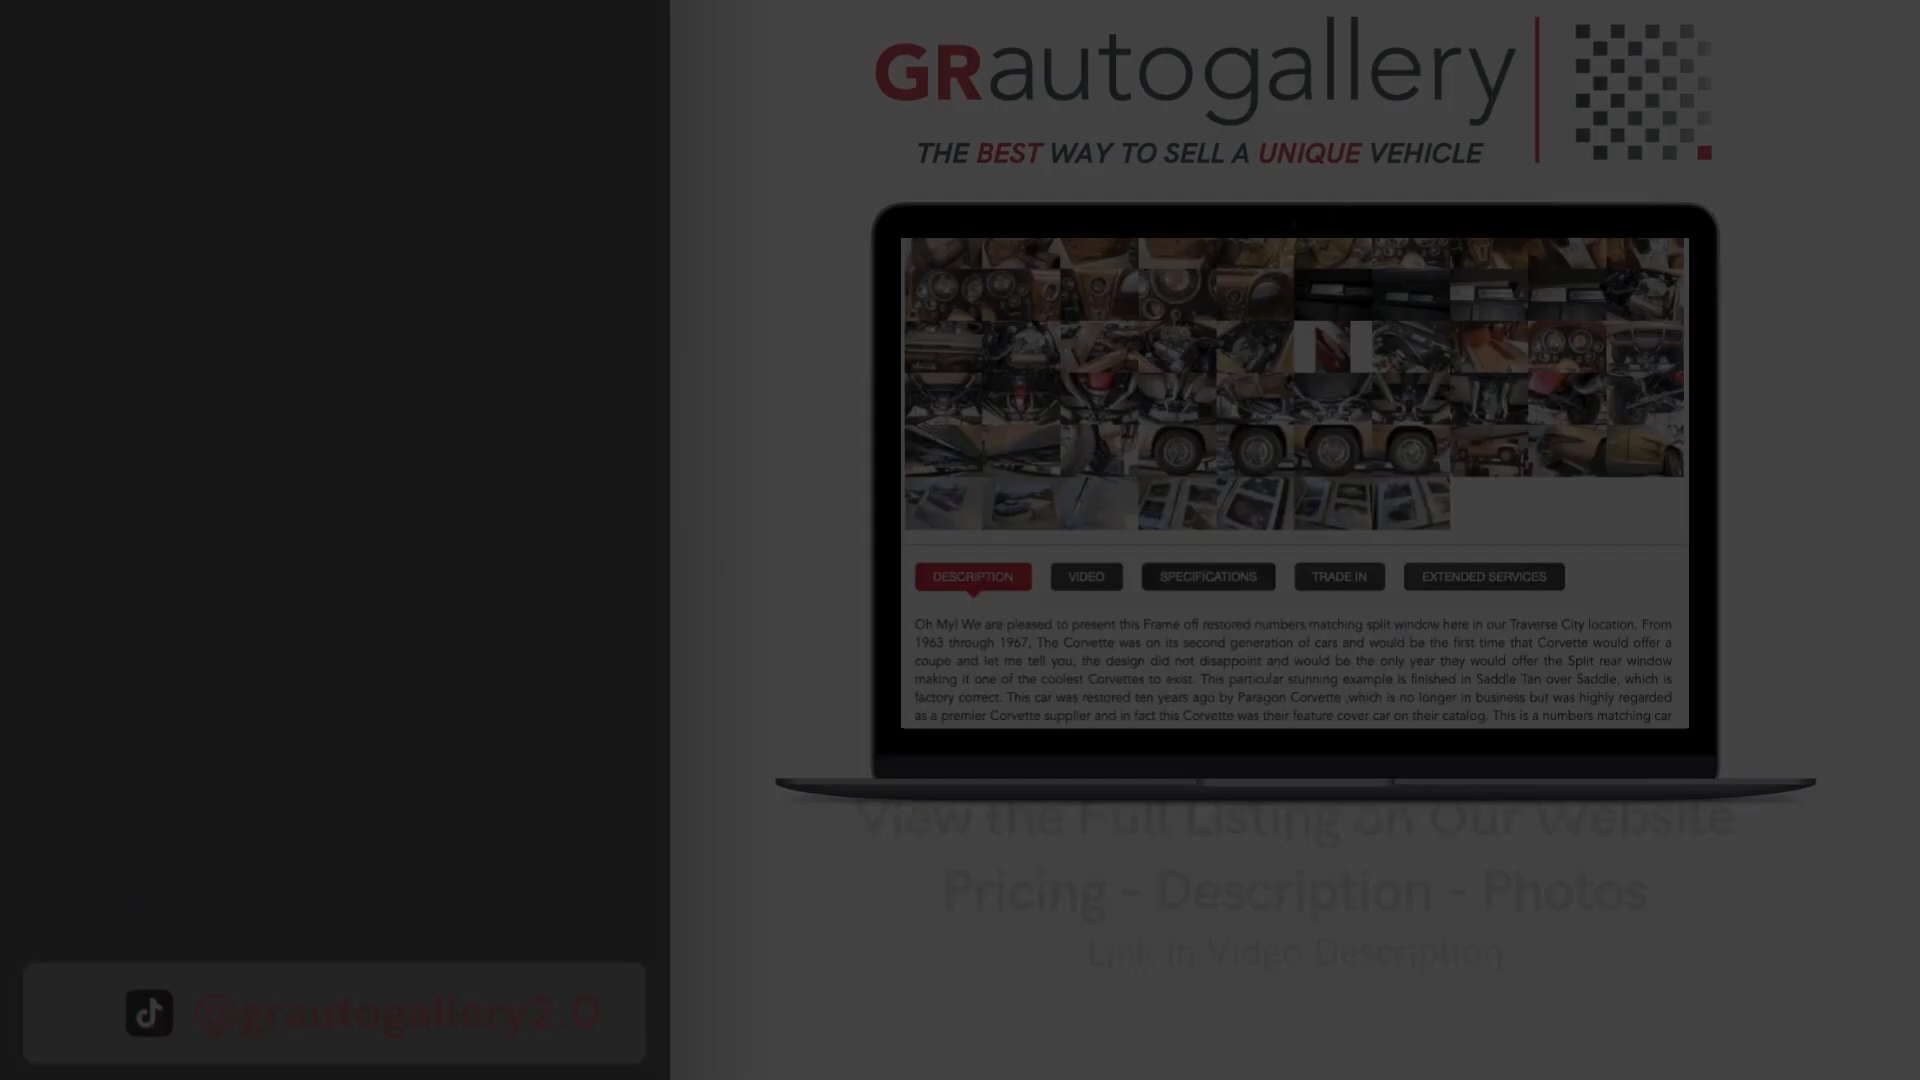 GRautogallery
THE BEST WAY TO SELL A UNIQUE VEHICLE
DESCRIPTION VIDEO SPECIFICATIONS TRADE IN EXTENDED SERVICES
Oh My! We are pleased to present this Frame off restored numbers matching split window here in our Traverse City location. From
1963 through 1967, The Corvette was on its second generation of cars and would be the first time that Corvette would offer a
coupe and let me tell you, the design did not disappoint and would be the only year they would offer the Split rear window
making it one of the coolest Corvettes to exist. This particular stunning example is finished in Saddle Tan over Saddle, which is
factory correct. This car was restored ten years ago by Paragon Corvette ,which is no longer in business but was highly regarded
as a premier Corvette supplier and in fact this Corvette was their feature cover car on their catalog. This is a numbers matching car
View the Full Listing on Our Website
Pricing - Description - Photos
Link in Video Description
@grautogallery2.0